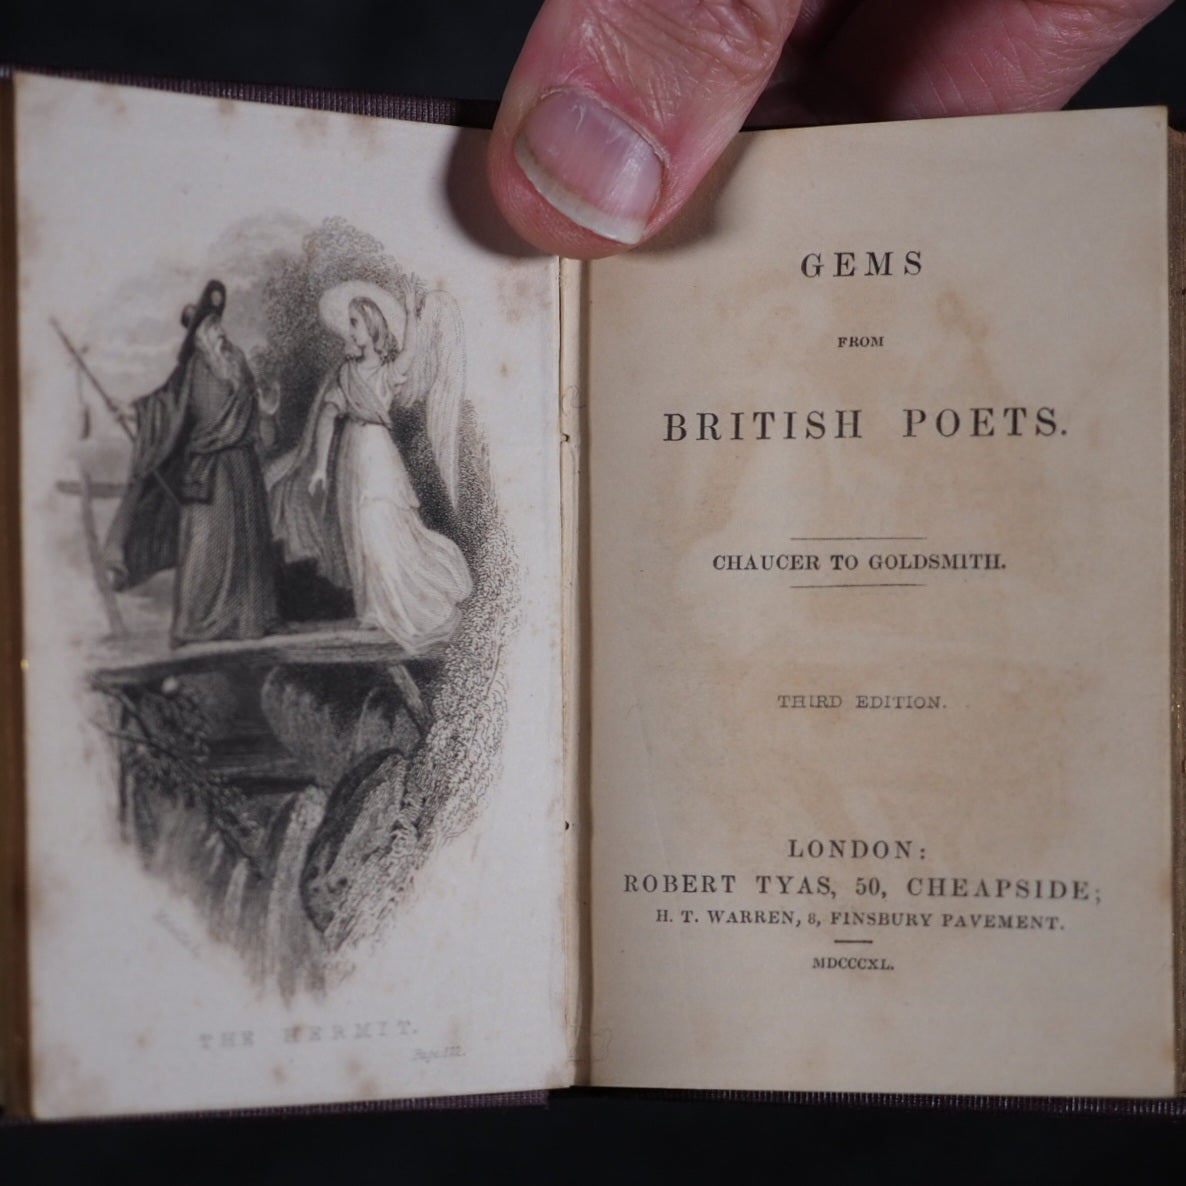 THE HERMIT.
GEMS
FROM
BRITISH POETS.
CHAUCER TO GOLDSMITH.
THIRD EDITION.
LONDON:
ROBERT TYAS, 50, CHEAPSIDE;
H. T. WARREN, 8, FINSBURY PAVEMENT.
MDCCCXL.